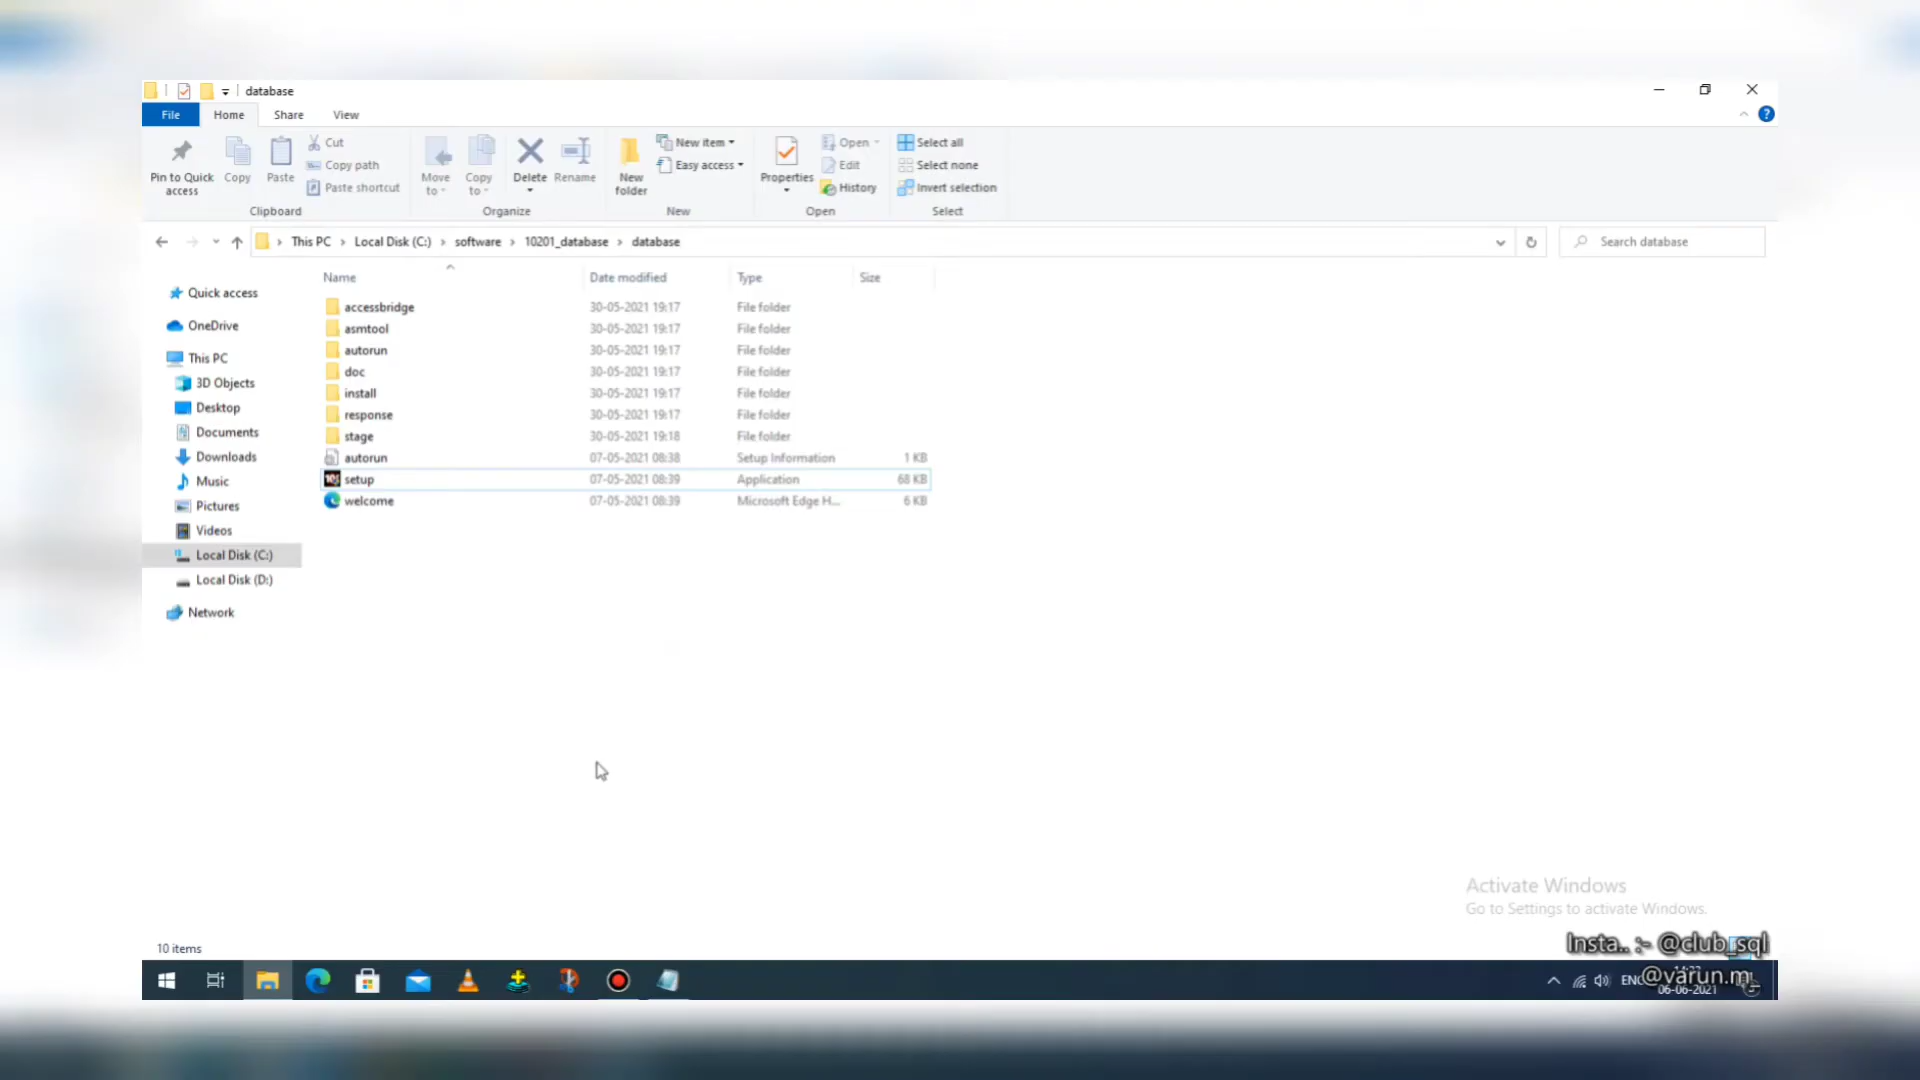 database
File Home Share View
Pin to Quick access
Copy
Paste
Cut
Copy path
Paste shortcut
Clipboard
Move to
Copy to
Delete
Rename
Organize
New folder
New item
Easy access
New
Properties
Open
Edit
History
Open
Select all
Select none
Invert selection
Select
This PC > Local Disk (C:) > software > 10201_database > database
Search database
Name Date modified Type Size
accessbridge 30-05-2021 19:17 File folder
asmtool 30-05-2021 19:17 File folder
autorun 30-05-2021 19:17 File folder
doc 30-05-2021 19:17 File folder
install 30-05-2021 19:17 File folder
response 30-05-2021 19:17 File folder
stage 30-05-2021 19:18 File folder
autorun 07-05-2021 08:38 Setup Information 1 KB
setup 07-05-2021 08:39 Application 68 KB
welcome 07-05-2021 08:39 Microsoft Edge H... 6 KB
Quick access
OneDrive
This PC
3D Objects
Desktop
Documents
Downloads
Music
Pictures
Videos
Local Disk (C:)
Local Disk (D:)
Network
Activate Windows
Go to Settings to activate Windows.
10 items
Insta.. :- @club_sql
@varun.m
06-06-2021